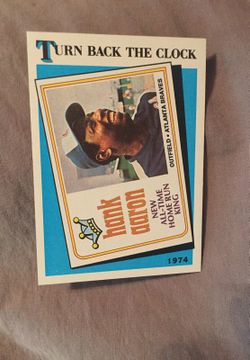 TURN BACK THE CLOCK
hank
aaron
NEW
ALL-TIME
HOME RUN
KING
OUTFIELD • ATLANTA BRAVES
1974